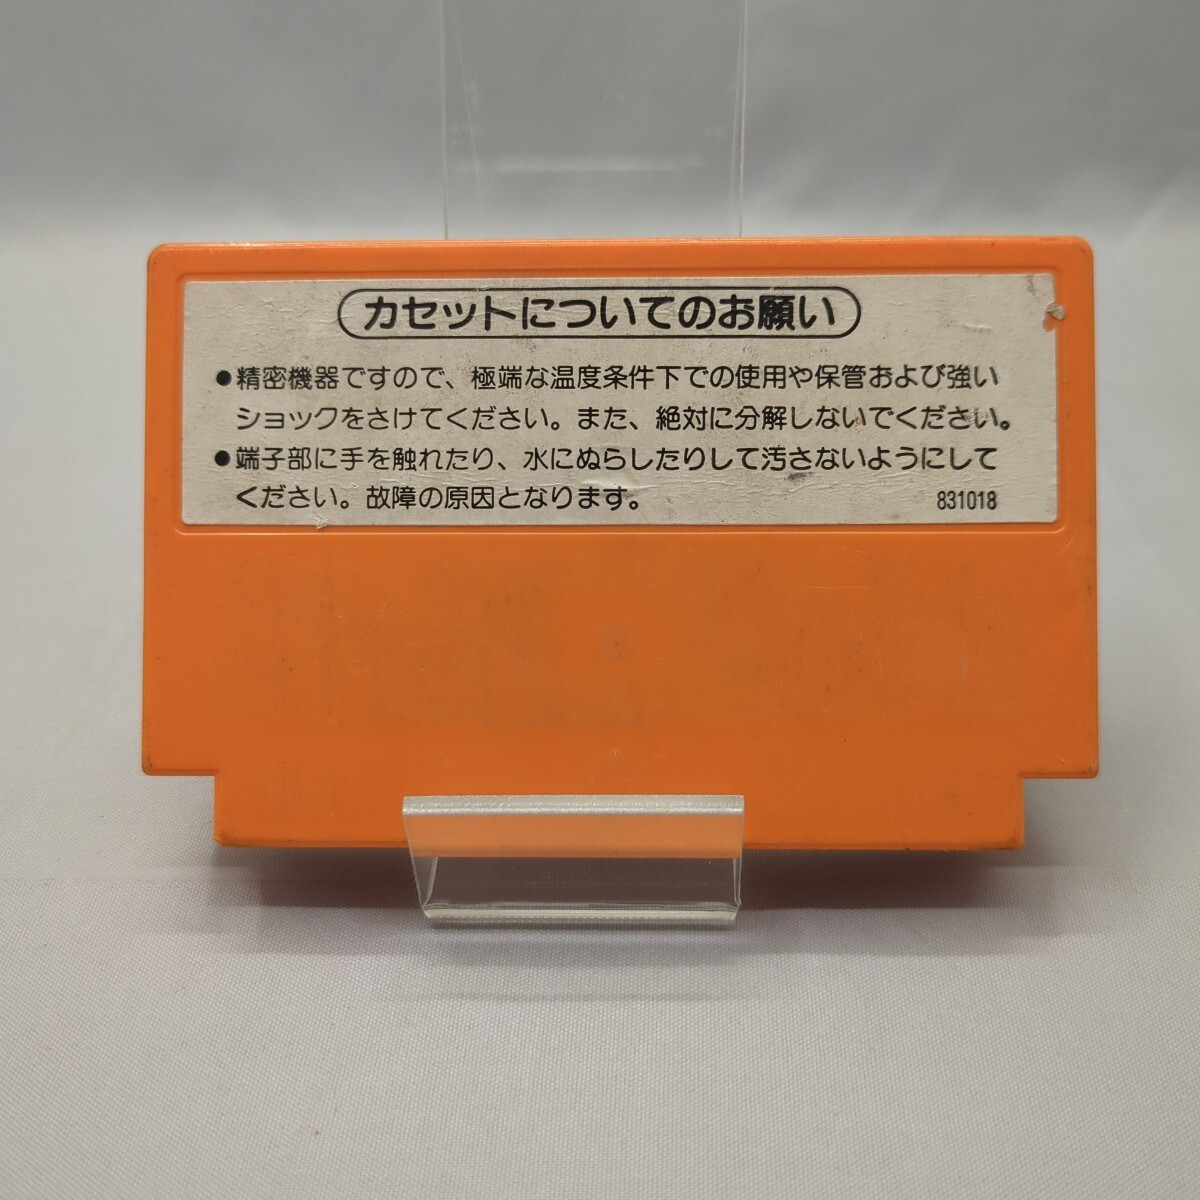 カセットについてのお願い
●精密機器ですので、極端な温度条件下での使用や保管および強い
ショックをさけてください。また、絶対に分解しないでください。
●端子部に手を触れたり、水にぬらしたりして汚さないようにして
ください。故障の原因となります。 831018